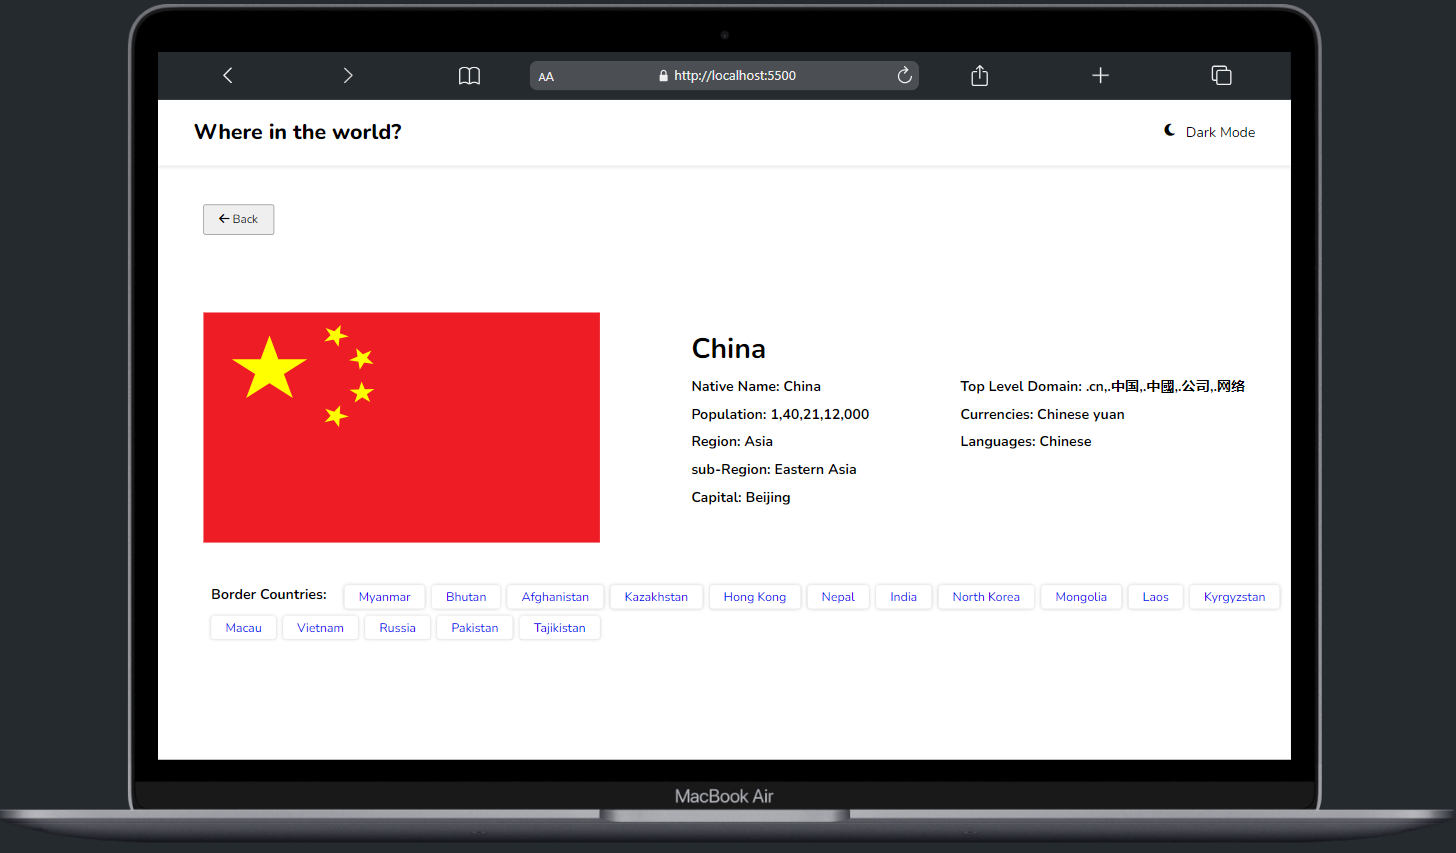 AA http://localhost:5500
Where in the world? Dark Mode
Back
China
Native Name: China
Population: 1,40,21,12,000
Region: Asia
sub-Region: Eastern Asia
Capital: Beijing
Top Level Domain: .cn,.中国,.中國,.公司,.网络
Currencies: Chinese yuan
Languages: Chinese
Border Countries: Myanmar Bhutan Afghanistan Kazakhstan Hong Kong Nepal India North Korea Mongolia Laos Kyrgyzstan
Macau Vietnam Russia Pakistan Tajikistan
MacBook Air